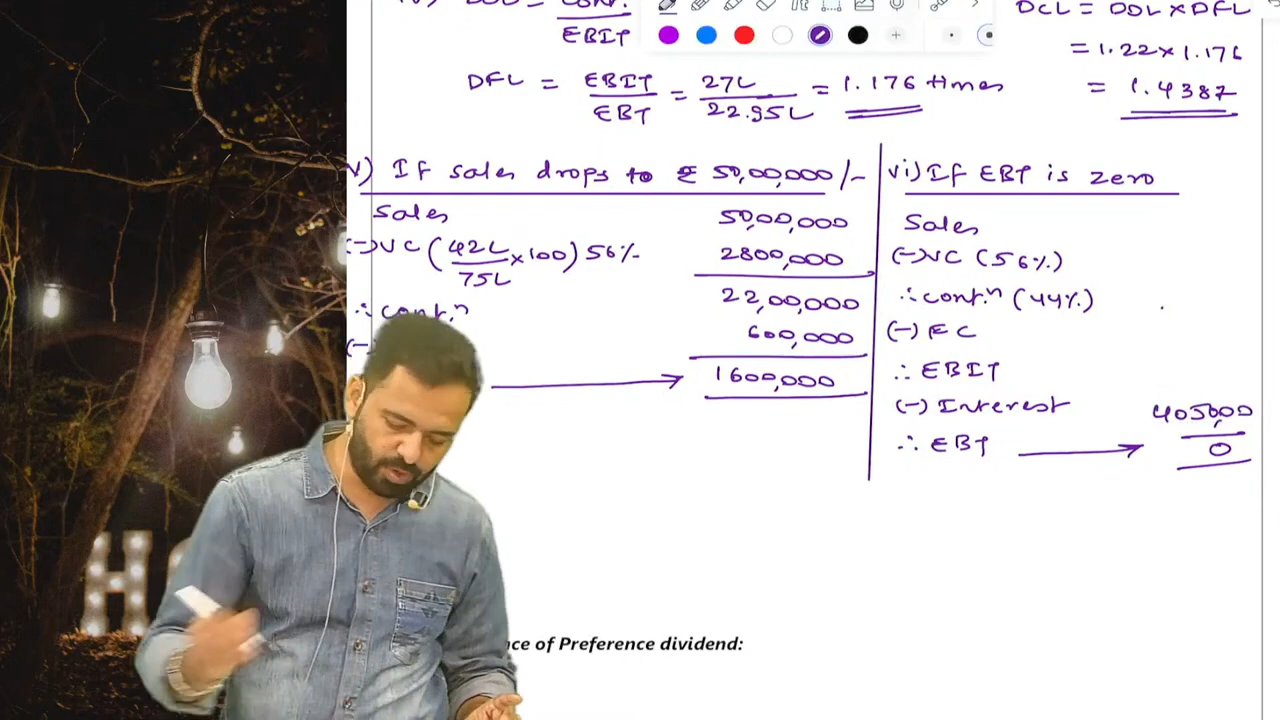 EBIT
DCL = DOL x DFL
= 1.22 x 1.176
= 1.4387
DFL = EBIT / EBT = 27L / 22.95L = 1.176 times
v) If sales drops to ₹ 50,00,000/-
Sales 50,00,000
(-) VC (42L / 75L x 100) 56% 2800,000
∴ contⁿ 22,00,000
(-) 600,000
1600,000
vi) If EBT is zero
Sales
(-) VC (56%)
∴ cont.ⁿ (44%)
(-) FC
∴ EBIT
(-) Interest 405000
∴ EBT 0
ce of Preference dividend: